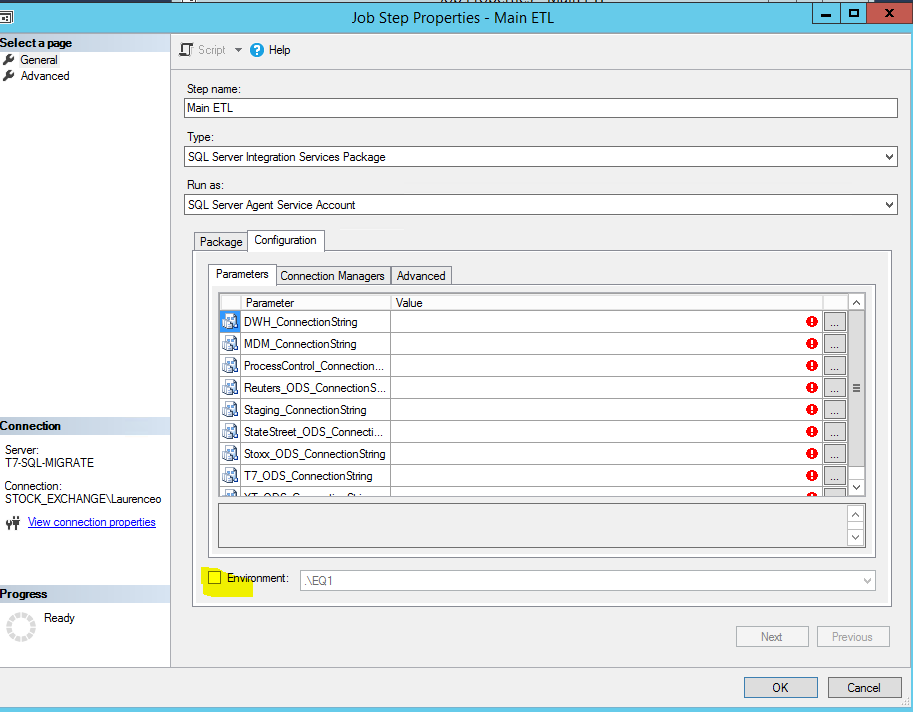 Job Step Properties - Main ETL
Select a page
General
Advanced
Script
Help
Step name:
Main ETL
Type:
SQL Server Integration Services Package
Run as:
SQL Server Agent Service Account
Package
Configuration
Parameters
Connection Managers
Advanced
Parameter Value
DWH_ConnectionString
...
MDM_ConnectionString
...
ProcessControl_Connection...
...
Reuters_ODS_ConnectionS...
...
Staging_ConnectionString
...
StateStreet_ODS_Connecti...
...
Stoxx_ODS_ConnectionString
...
T7_ODS_ConnectionString
...
Environment:
.\EQ1
Next
Previous
Connection
Server:
T7-SQL-MIGRATE
Connection:
STOCK_EXCHANGE\Laurenceo
View connection properties
Progress
Ready
OK
Cancel